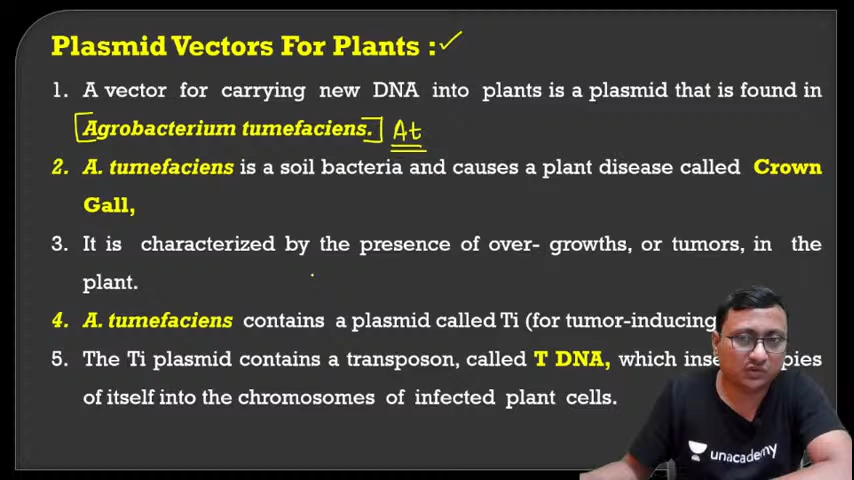 Plasmid Vectors For Plants :
1. A vector for carrying new DNA into plants is a plasmid that is found in
Agrobacterium tumefaciens. At
2. A. tumefaciens is a soil bacteria and causes a plant disease called Crown
Gall,
3. It is characterized by the presence of over- growths, or tumors, in the
plant.
4. A. tumefaciens contains a plasmid called Ti (for tumor-inducing
5. The Ti plasmid contains a transposon, called T DNA, which
of itself into the chromosomes of infected plant cells.
unacademy